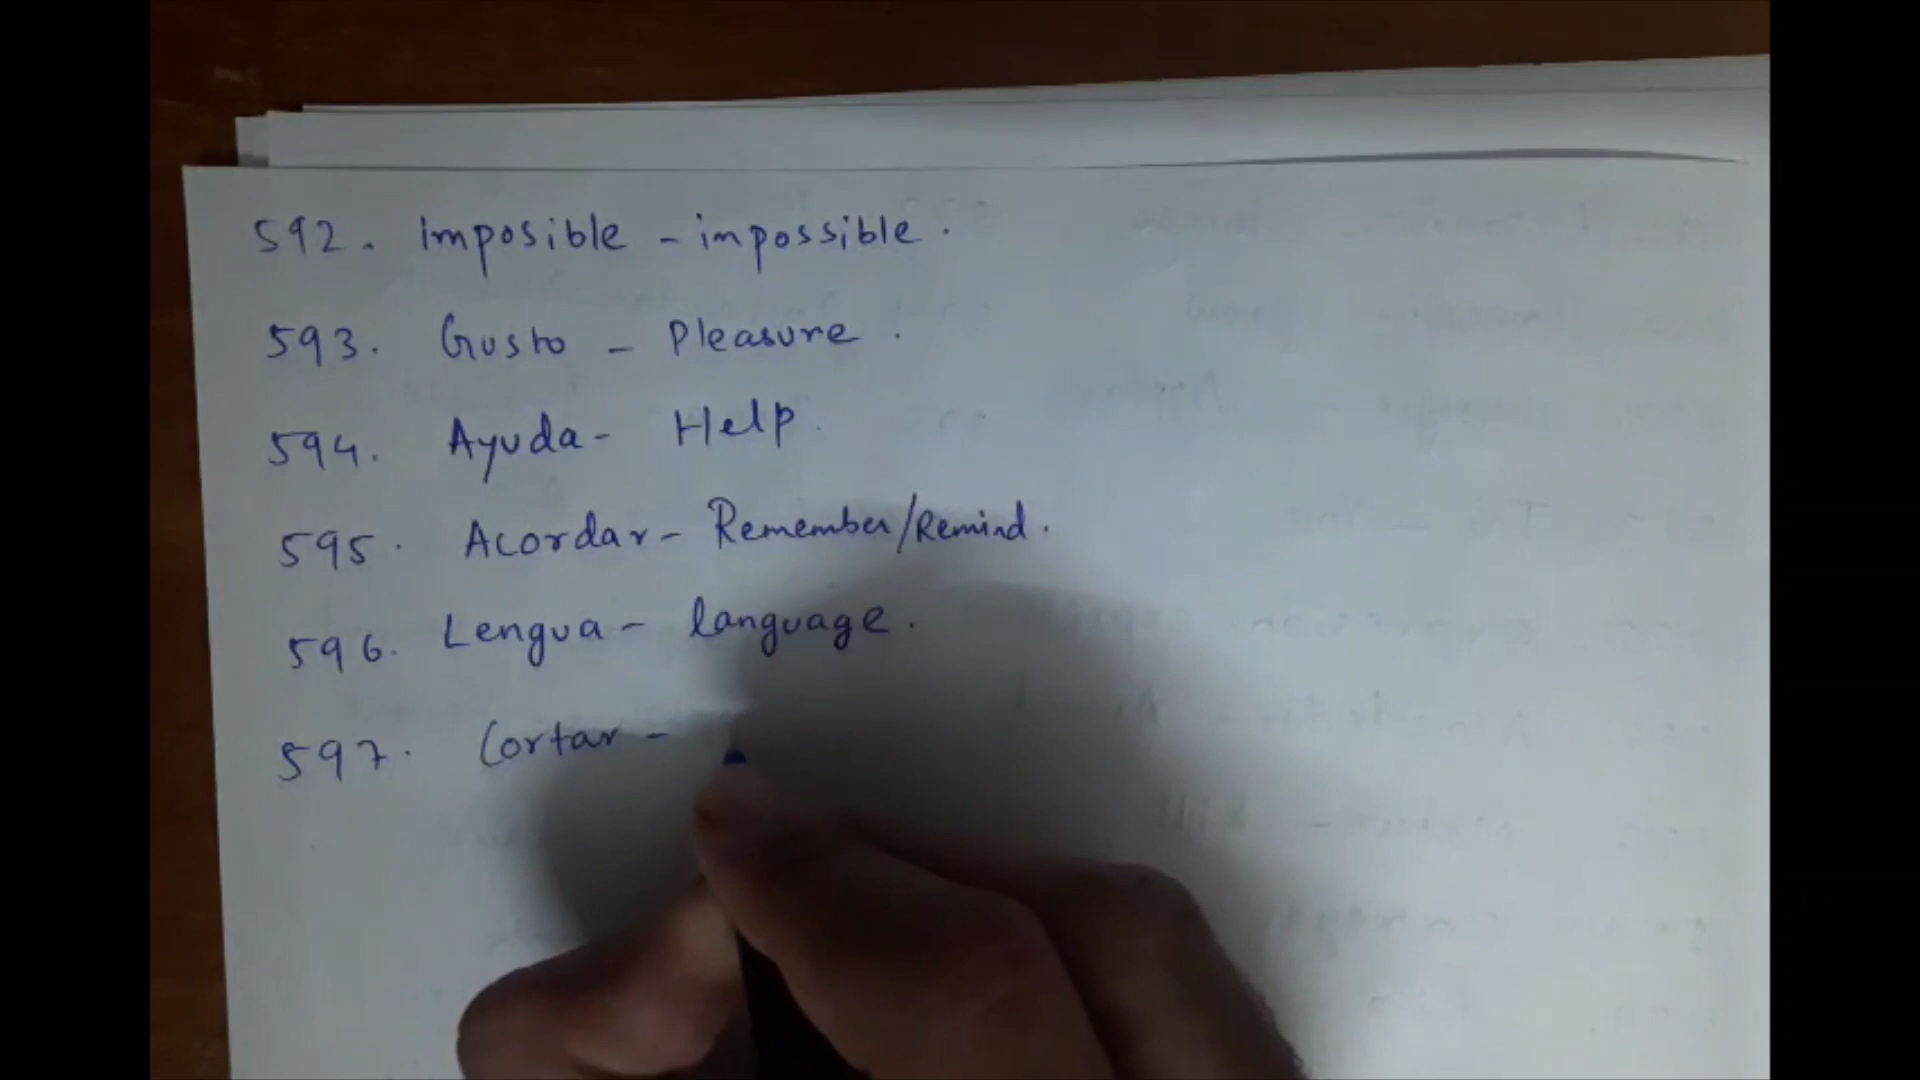 592. Imposible - impossible.
593. Gusto - Pleasure.
594. Ayuda - Help.
595. Acordar - Remember/Remind.
596. Lengua - language.
597. Cortar -